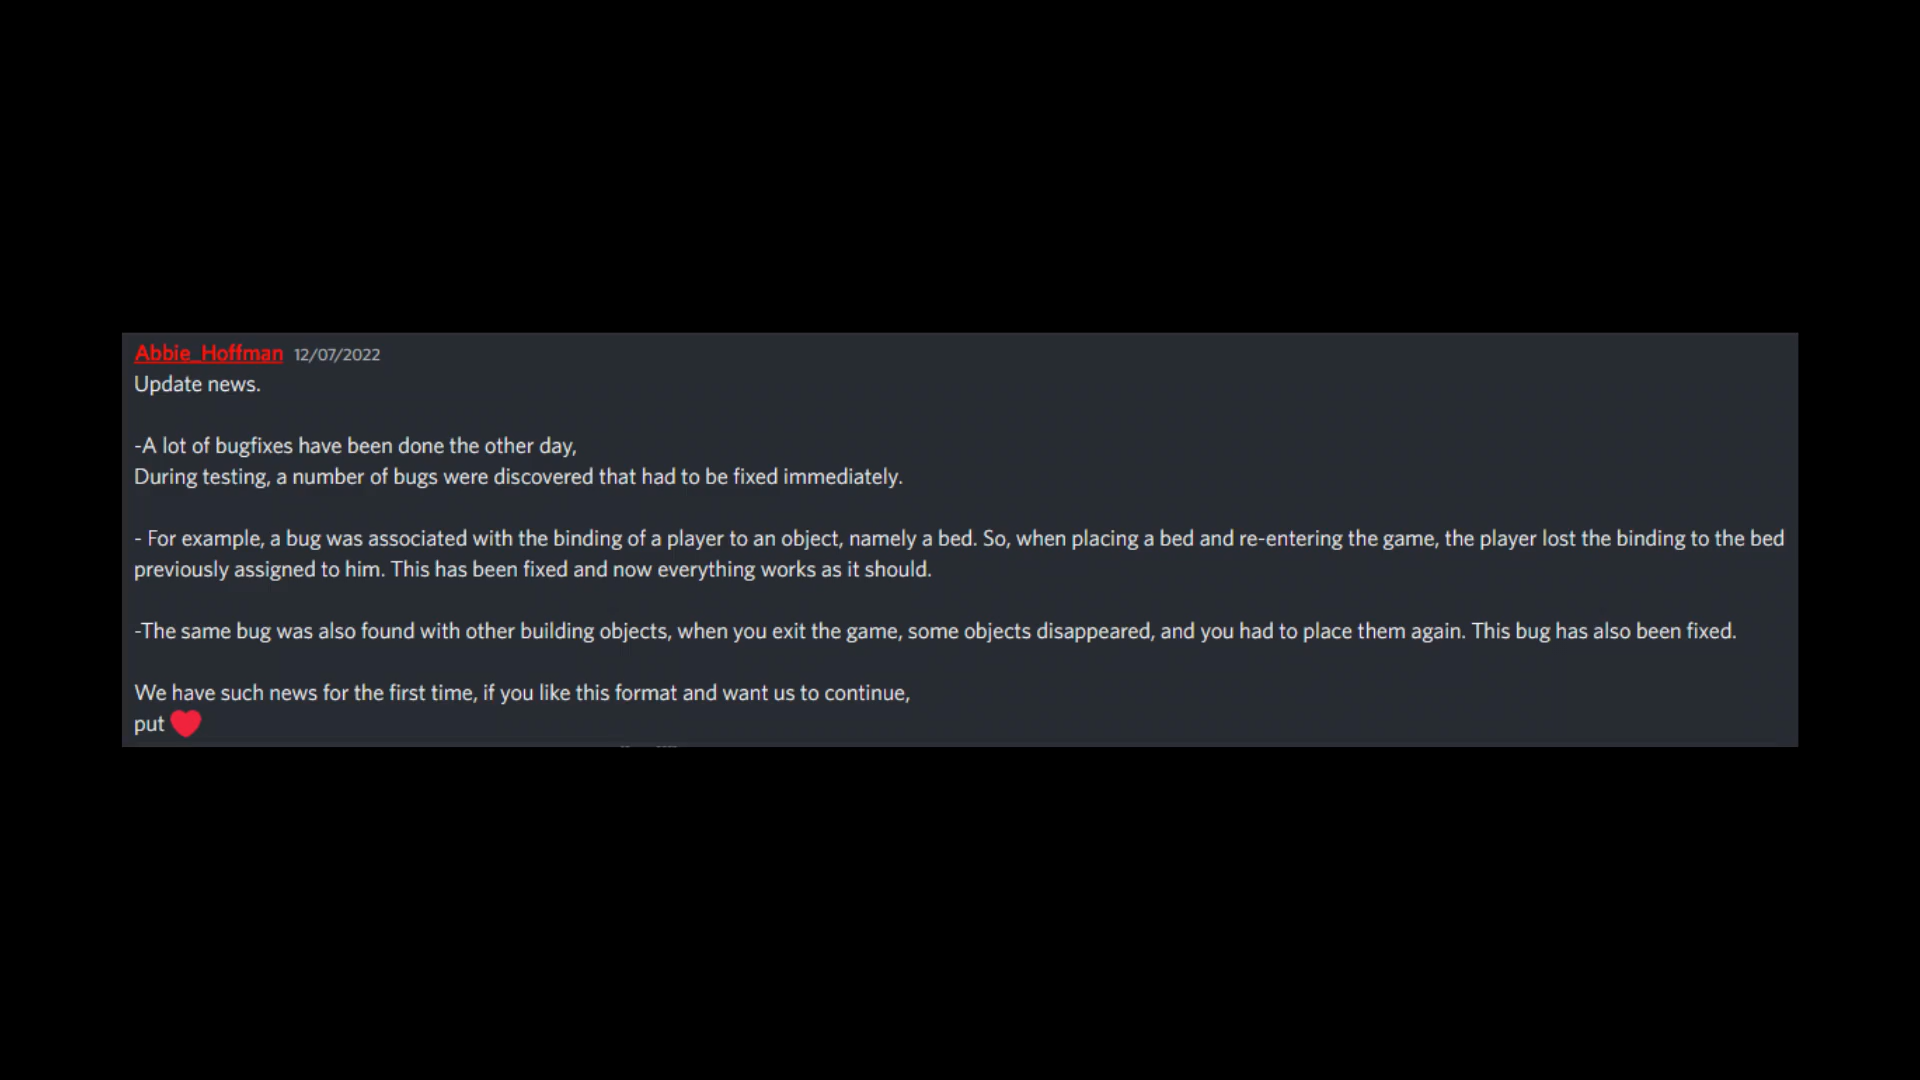 Abbie_Hoffman 12/07/2022
Update news.
-A lot of bugfixes have been done the other day,
During testing, a number of bugs were discovered that had to be fixed immediately.
- For example, a bug was associated with the binding of a player to an object, namely a bed. So, when placing a bed and re-entering the game, the player lost the binding to the bed
previously assigned to him. This has been fixed and now everything works as it should.
-The same bug was also found with other building objects, when you exit the game, some objects disappeared, and you had to place them again. This bug has also been fixed.
We have such news for the first time, if you like this format and want us to continue,
put ❤️